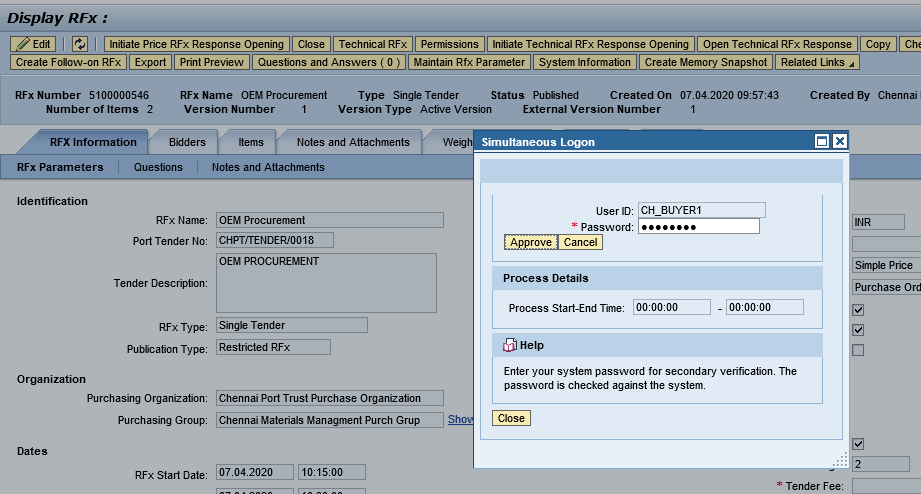 Display RFx :
Edit Initiate Price RFx Response Opening Close Technical RFx Permissions Initiate Technical RFx Response Opening Open Technical RFx Response Copy Che
Create Follow-on RFx Export Print Preview Questions and Answers ( 0 ) Maintain Rfx Parameter System Information Create Memory Snapshot Related Links
RFx Number 5100000546 RFx Name OEM Procurement Type Single Tender Status Published Created On 07.04.2020 09:57:43 Created By Chennai
Number of Items 2 Version Number 1 Version Type Active Version External Version Number 1
RFX Information Bidders Items Notes and Attachments Weigh
RFx Parameters Questions Notes and Attachments
Identification
RFx Name: OEM Procurement
Port Tender No: CHPT/TENDER/0018
Tender Description: OEM PROCUREMENT
RFx Type: Single Tender
Publication Type: Restricted RFx
Organization
Purchasing Organization: Chennai Port Trust Purchase Organization
Purchasing Group: Chennai Materials Managment Purch Grup Show
Dates
RFx Start Date: 07.04.2020 10:15:00
Simultaneous Logon
User ID: CH_BUYER1
* Password: ●●●●●●●●
Approve Cancel
Process Details
Process Start-End Time: 00:00:00 - 00:00:00
Help
Enter your system password for secondary verification. The
password is checked against the system.
Close
INR
Simple Price
Purchase Ord
2
* Tender Fee: